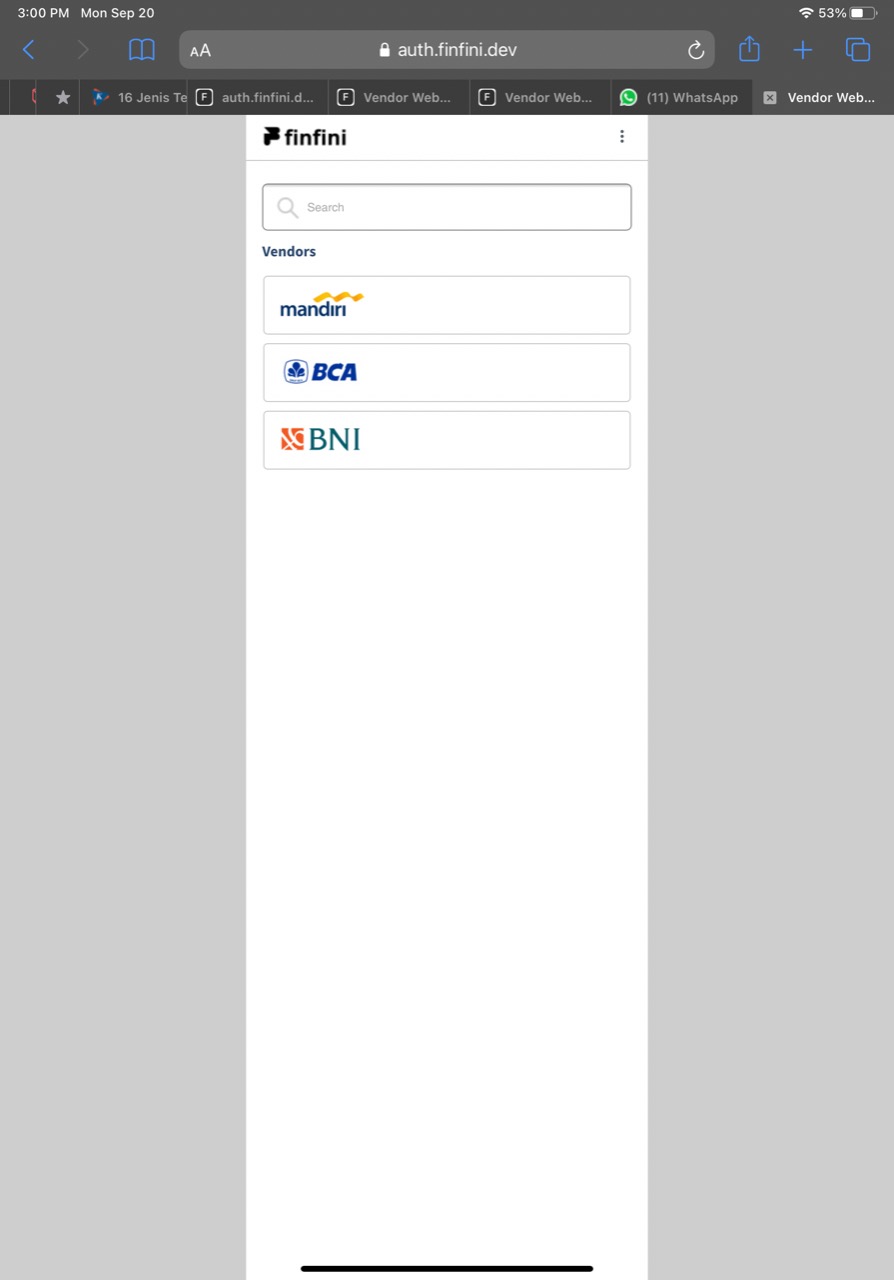 3:00 PM Mon Sep 20
53%
AA
auth.finfini.dev
16 Jenis Te
F auth.finfini.d...
F Vendor Web...
F Vendor Web...
(11) WhatsApp
Vendor Web...
finfini
Search
Vendors
mandırı
BCA
BNI